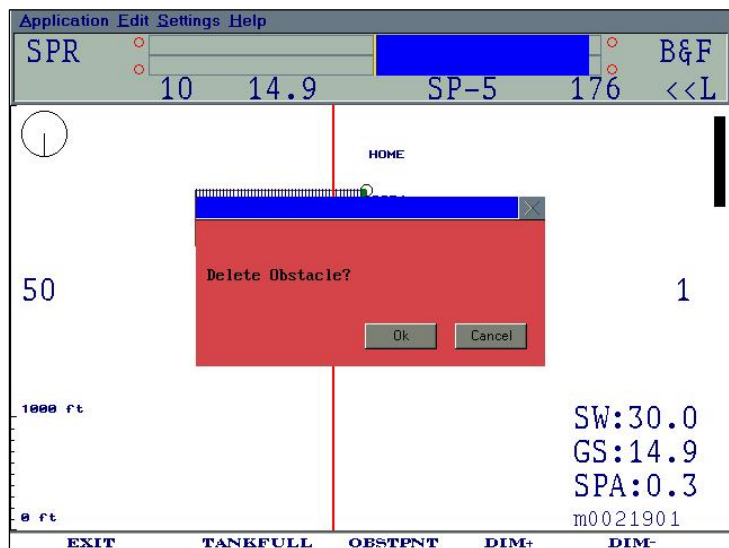 Application Edit Settings Help
SPR B&F
10 14.9 SP-5 176 <<L
HOME
Delete Obstacle?
50 1
Ok Cancel
1000 ft
SW:30.0
GS:14.9
SPA:0.3
0 ft m0021901
EXIT TANKFULL OBSTPNT DIM+ DIM-